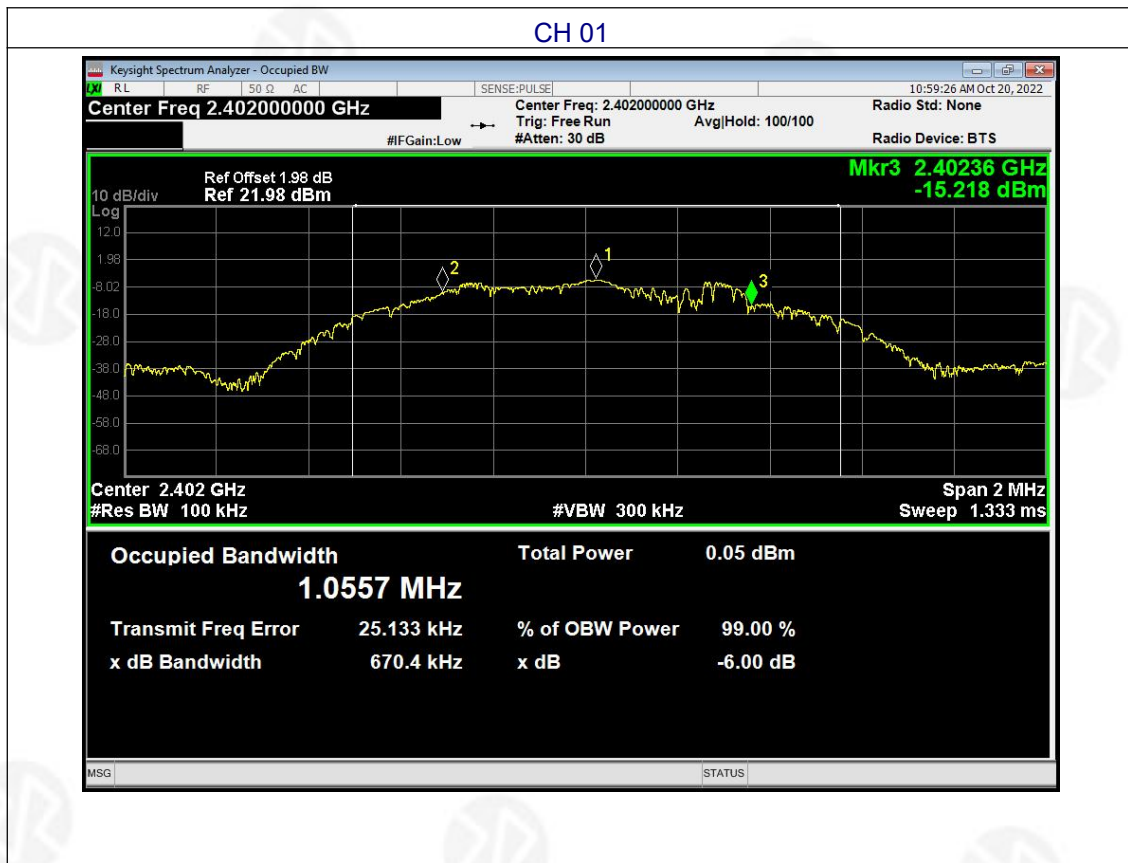 CH 01
Keysight Spectrum Analyzer - Occupied BW
LXI RL RF 50 Ω AC SENSE:PULSE 10:59:26 AM Oct 20, 2022
Center Freq 2.402000000 GHz Center Freq: 2.402000000 GHz Radio Std: None
Trig: Free Run Avg|Hold: 100/100
#IFGain:Low #Atten: 30 dB Radio Device: BTS
Mkr3 2.40236 GHz
-15.218 dBm
Ref Offset 1.98 dB
10 dB/div Ref 21.98 dBm
Log
12.0
1.98
-8.02
-18.0
-28.0
-38.0
-48.0
-58.0
-68.0
2
1
3
Center 2.402 GHz Span 2 MHz
#Res BW 100 kHz #VBW 300 kHz Sweep 1.333 ms
Occupied Bandwidth Total Power 0.05 dBm
1.0557 MHz
Transmit Freq Error 25.133 kHz % of OBW Power 99.00 %
x dB Bandwidth 670.4 kHz x dB -6.00 dB
MSG STATUS